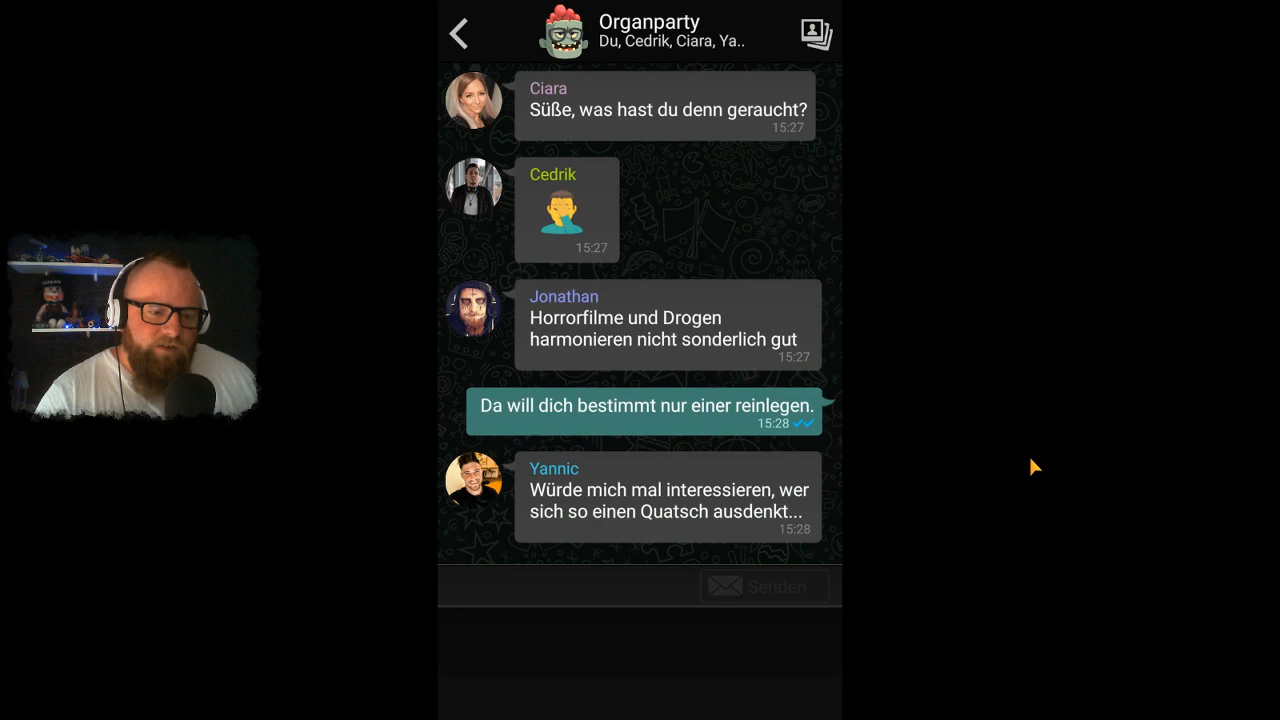 Organparty
Du, Cedrik, Ciara, Ya..
Ciara
Süße, was hast du denn geraucht?
15:27
Cedrik
15:27
Jonathan
Horrorfilme und Drogen
harmonieren nicht sonderlich gut
15:27
Da will dich bestimmt nur einer reinlegen.
15:28
Yannic
Würde mich mal interessieren, wer
sich so einen Quatsch ausdenkt...
15:28
Senden